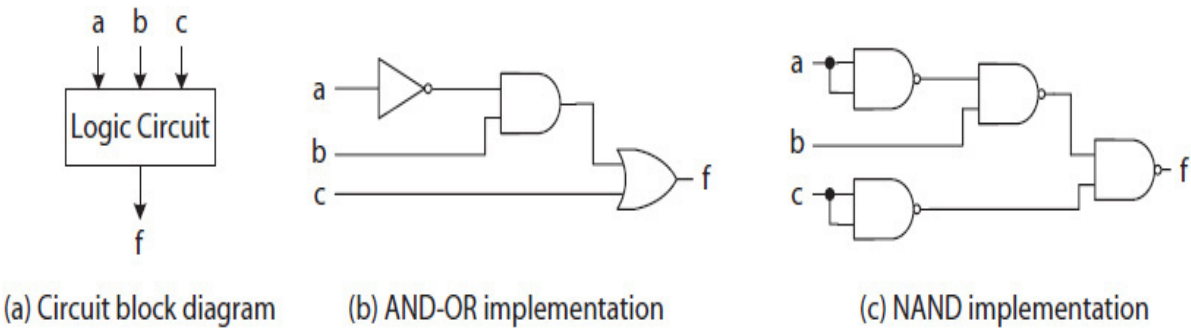 a b c
Logic Circuit
f
a
b
c
f
a
b
c
f
(a) Circuit block diagram
(b) AND-OR implementation
(c) NAND implementation